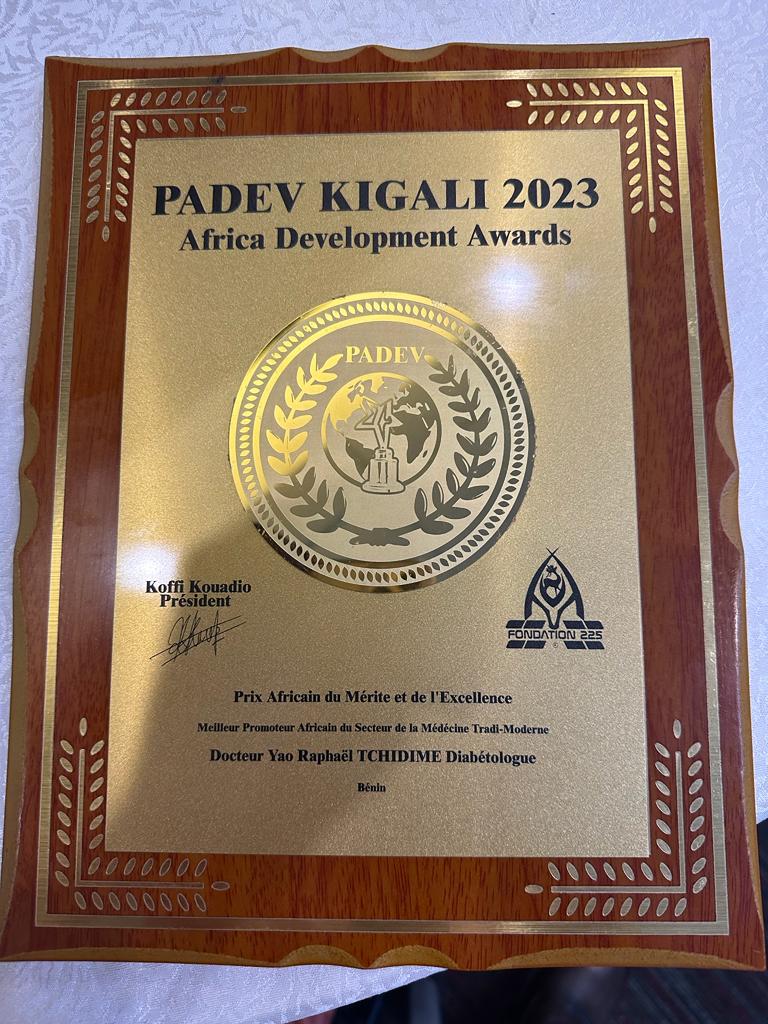 PADEV KIGALI 2023
Africa Development Awards
PADEV
Koffi Kouadio
Président
FONDATION 225
©
Prix Africain du Mérite et de l'Excellence
Meilleur Promoteur Africain du Secteur de la Médécine Tradi-Moderne
Docteur Yao Raphaël TCHIDIME Diabétologue
Bénin